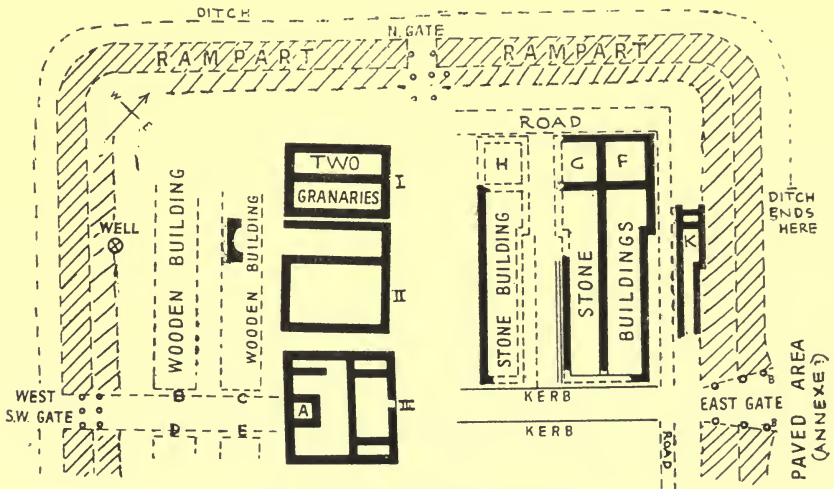 DITCH
N. GATE
RAMPART
RAMPART
W
E
ROAD
TWO
GRANARIES
I
H
G
F
DITCH
ENDS
HERE
WELL
WOODEN BUILDING
WOODEN BUILDING
II
STONE BUILDING
STONE
BUILDINGS
K
WEST
S.W. GATE
B
C
D
E
A
II
KERB
KERB
ROAD
EAST GATE
B
B
PAVED AREA
(ANNEXE?)